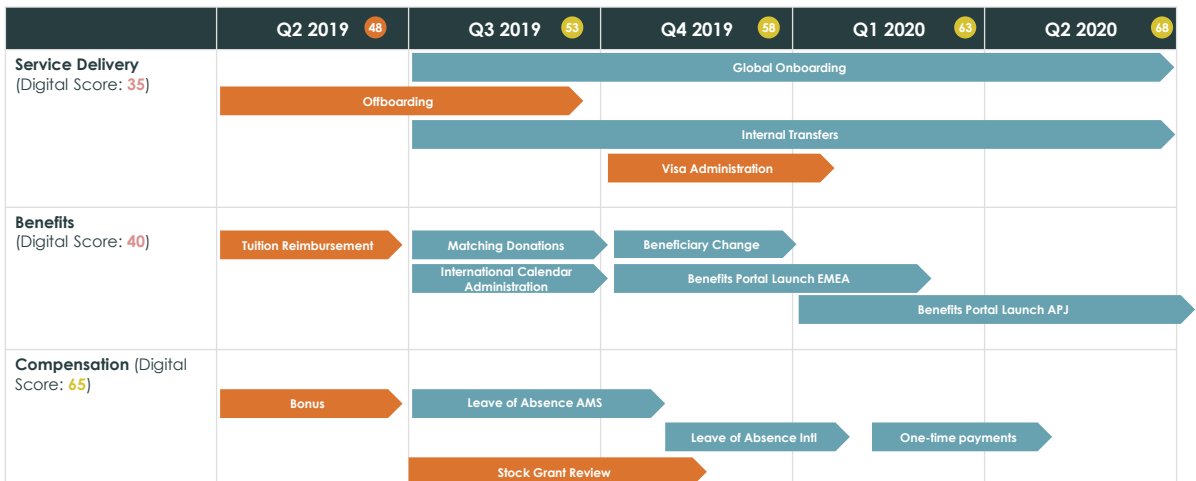 Q2 2019 48 Q3 2019 53 Q4 2019 58 Q1 2020 63 Q2 2020 68
Service Delivery
(Digital Score: 35)
Global Onboarding
Offboarding
Internal Transfers
Visa Administration
Benefits
(Digital Score: 40)
Tuition Reimbursement
Matching Donations
Beneficiary Change
International Calendar
Administration
Benefits Portal Launch EMEA
Benefits Portal Launch APJ
Compensation (Digital
Score: 65)
Bonus
Leave of Absence AMS
Leave of Absence Intl
One-time payments
Stock Grant Review